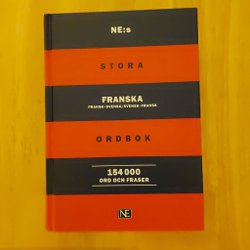 NE:s
STORA
FRANSKA
FRANSK-SVENSK/SVENSK-FRANSK
ORDBOK
154 000
ORD OCH FRASER
NE